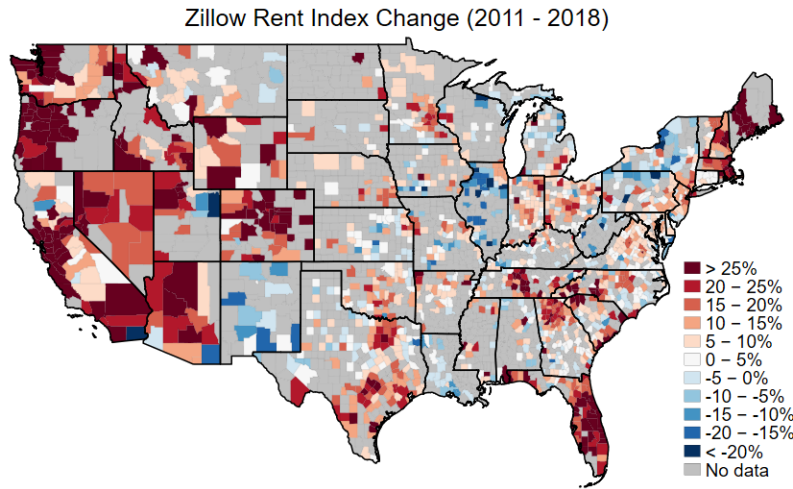 Zillow Rent Index Change (2011 - 2018)
> 25%
20 − 25%
15 − 20%
10 − 15%
5 − 10%
0 − 5%
-5 − 0%
-10 − -5%
-15 − -10%
-20 − -15%
< -20%
No data